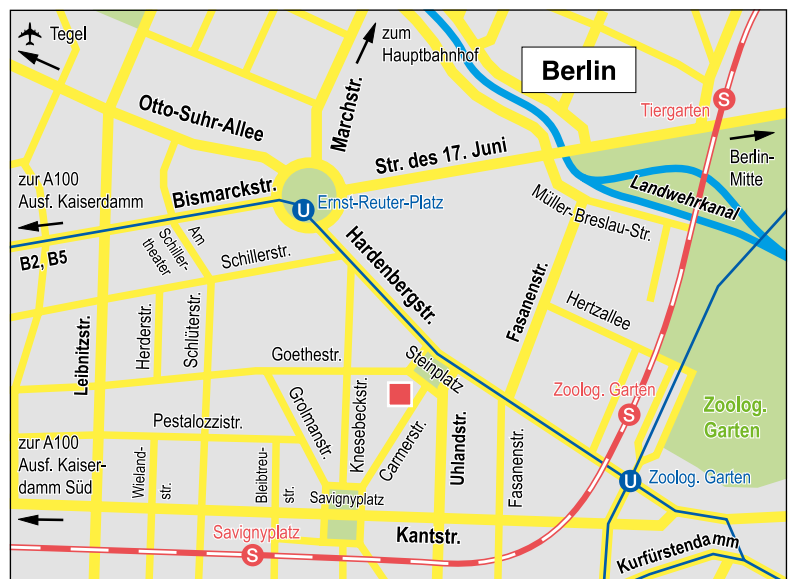 Tegel
zum
Hauptbahnhof
Berlin
Tiergarten
S
Otto-Suhr-Allee
Marchstr.
Str. des 17. Juni
Berlin-
Mitte
zur A100
Ausf. Kaiserdamm
Bismarckstr.
U
Ernst-Reuter-Platz
Landwehrkanal
Müller-Breslau-Str.
B2, B5
Am
Schiller-
theater
Schillerstr.
Hardenbergstr.
Fasanenstr.
Hertzallee
Leibnitzstr.
Herderstr.
Schlüterstr.
Goethestr.
Steinplatz
Zoolog. Garten
S
Zoolog.
Garten
Pestalozzistr.
Grolmanstr.
Knesebeckstr.
Carmerstr.
Uhlandstr.
Fasanenstr.
zur A100
Ausf. Kaiser-
damm Süd
Wieland-
str.
Bleibtreu-
str.
Savignyplatz
U
Zoolog. Garten
Savignyplatz
S
Kantstr.
Kurfürstendamm